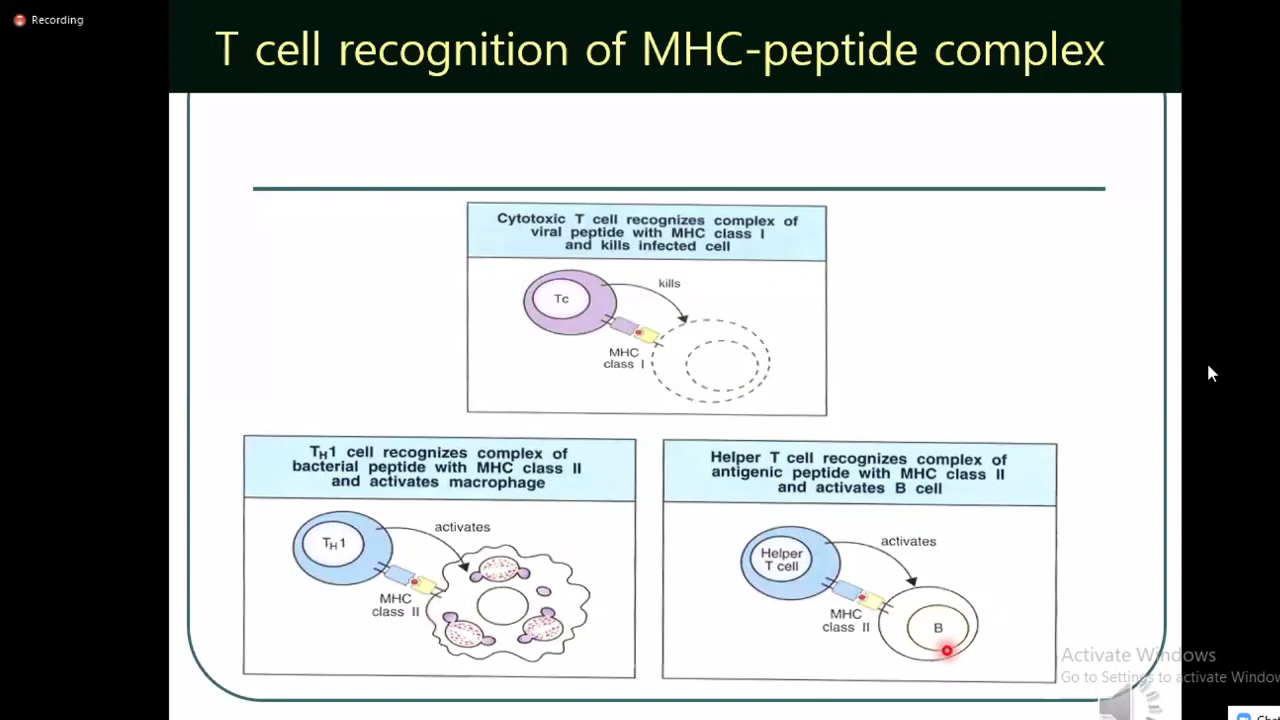 Recording
T cell recognition of MHC-peptide complex
Cytotoxic T cell recognizes complex of
viral peptide with MHC class I
and kills infected cell
kills
Tc
MHC
class I
TH1 cell recognizes complex of
bacterial peptide with MHC class II
and activates macrophage
activates
TH1
MHC
class II
Helper T cell recognizes complex of
antigenic peptide with MHC class II
and activates B cell
activates
Helper
T cell
MHC
class II
B
Activate Windows
Go to Settings to activate Window